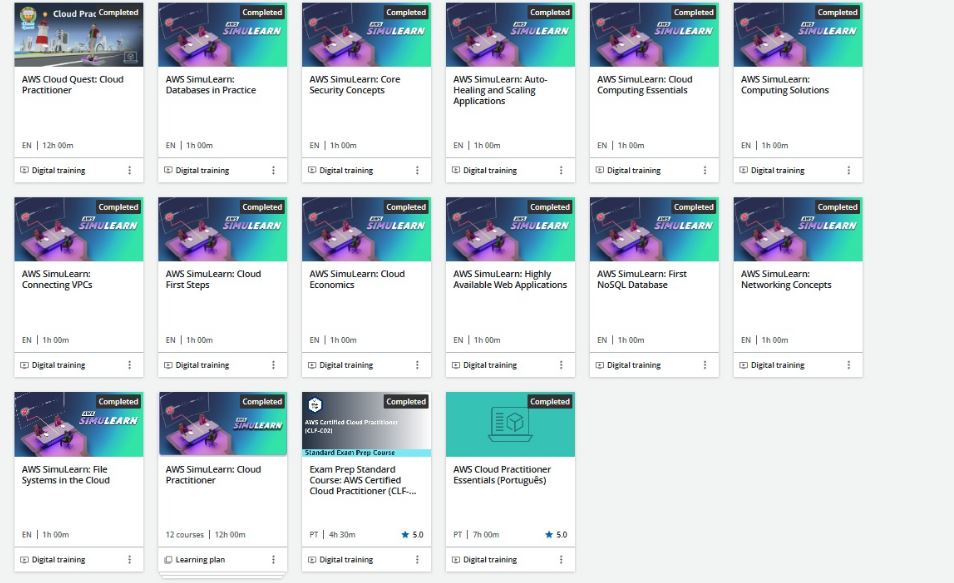 Cloud Prac Completed
AWS Cloud Quest: Cloud
Practitioner
EN | 12h 00m
Digital training
Completed
AWS
SIMULEARN
AWS SimuLearn:
Databases in Practice
EN | 1h 00m
Digital training
Completed
AWS
SIMULEARN
AWS SimuLearn: Core
Security Concepts
EN | 1h 00m
Digital training
Completed
AWS
SIMULEARN
AWS SimuLearn: Auto-
Healing and Scaling
Applications
EN | 1h 00m
Digital training
Completed
AWS
SIMULEARN
AWS SimuLearn: Cloud
Computing Essentials
EN | 1h 00m
Digital training
Completed
AWS
SIMULEARN
AWS SimuLearn:
Computing Solutions
EN | 1h 00m
Digital training
Completed
AWS
SIMULEARN
AWS SimuLearn:
Connecting VPCs
EN | 1h 00m
Digital training
Completed
AWS
SIMULEARN
AWS SimuLearn: Cloud
First Steps
EN | 1h 00m
Digital training
Completed
AWS
SIMULEARN
AWS SimuLearn: Cloud
Economics
EN | 1h 00m
Digital training
Completed
AWS
SIMULEARN
AWS SimuLearn: Highly
Available Web Applications
EN | 1h 00m
Digital training
Completed
AWS
SIMULEARN
AWS SimuLearn: First
NoSQL Database
EN | 1h 00m
Digital training
Completed
AWS
SIMULEARN
AWS SimuLearn:
Networking Concepts
EN | 1h 00m
Digital training
Completed
AWS
SIMULEARN
AWS SimuLearn: File
Systems in the Cloud
EN | 1h 00m
Digital training
Completed
AWS
SIMULEARN
AWS SimuLearn: Cloud
Practitioner
12 courses | 12h 00m
Learning plan
Completed
AWS Certified Cloud Practitioner
(CLF-C02)
Standard Exam Prep Course
Exam Prep Standard
Course: AWS Certified
Cloud Practitioner (CLF-...
PT | 4h 30m ★ 5.0
Digital training
Completed
AWS Cloud Practitioner
Essentials (Português)
PT | 7h 00m ★ 5.0
Digital training